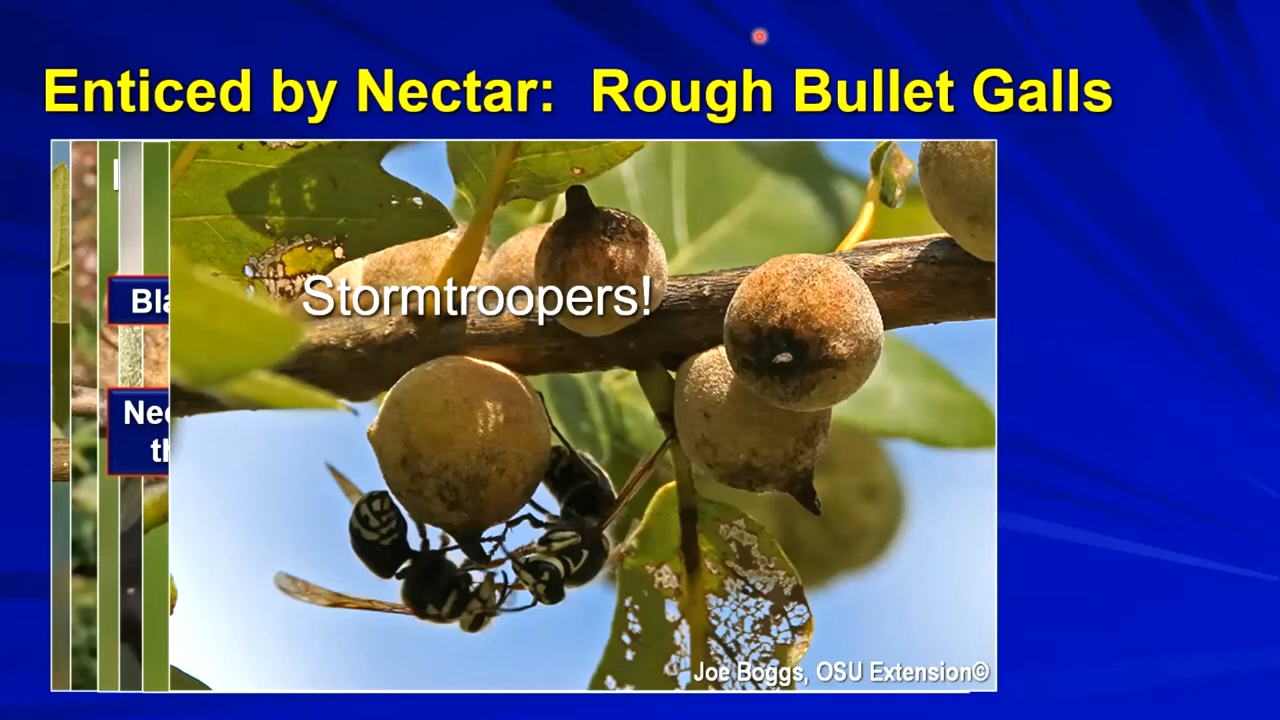 Enticed by Nectar:  Rough Bullet Galls
Stormtroopers!
Joe Boggs, OSU Extension©